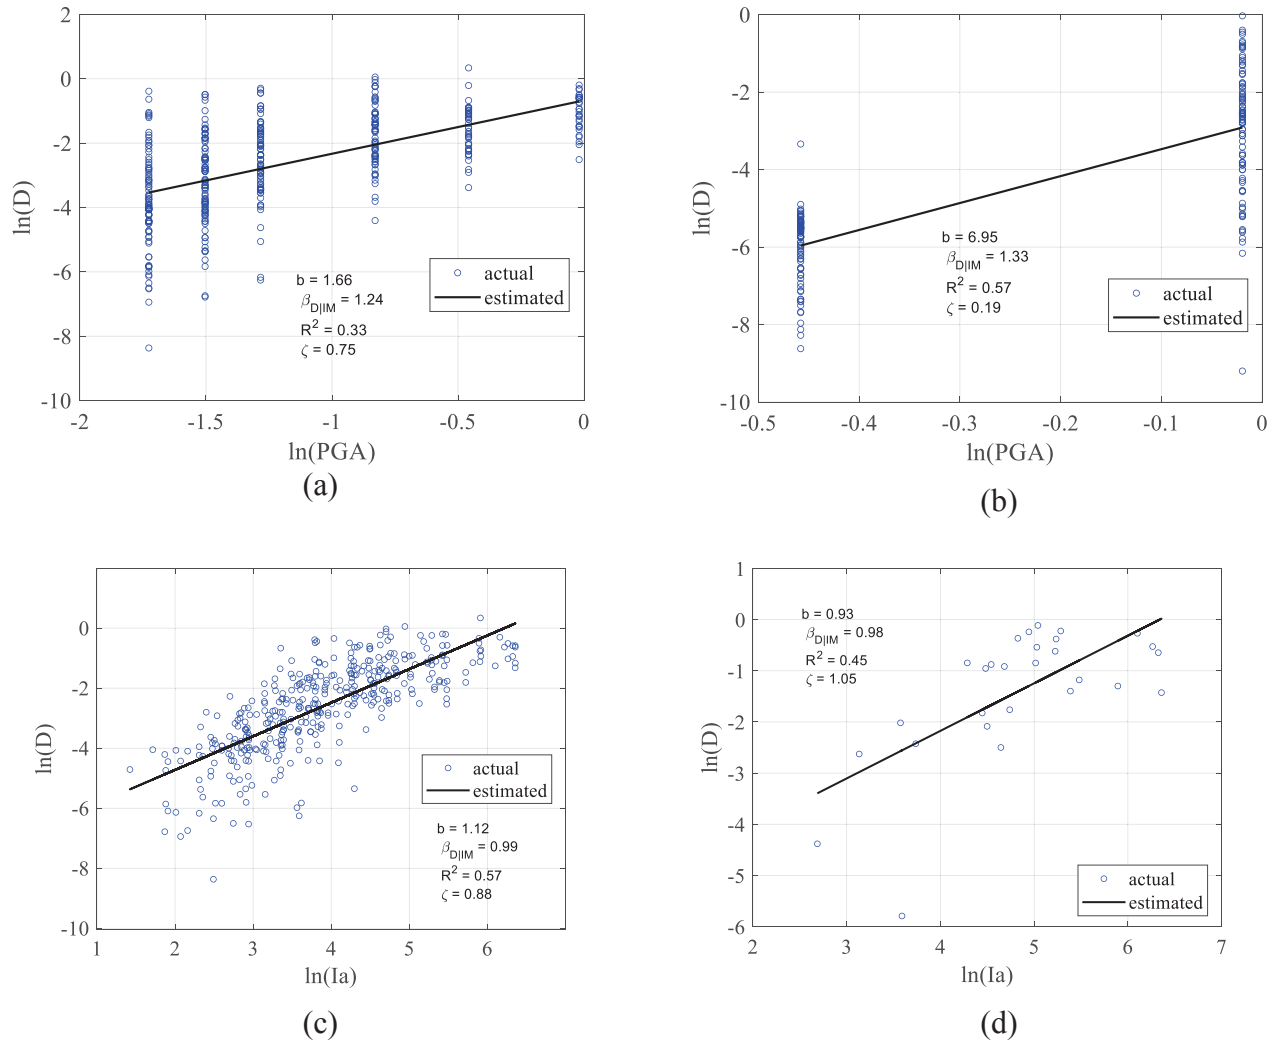 2
0
-2
-4
-6
-8
-10
ln(D)
b = 1.66
β_D|IM = 1.24
R² = 0.33
ζ = 0.75
actual
estimated
-2
-1.5
-1
-0.5
0
ln(PGA)
(a)
0
-2
-4
-6
-8
-10
ln(D)
b = 6.95
β_D|IM = 1.33
R² = 0.57
ζ = 0.19
actual
estimated
-0.5
-0.4
-0.3
-0.2
-0.1
0
ln(PGA)
(b)
0
-2
-4
-6
-8
-10
ln(D)
actual
estimated
b = 1.12
β_D|IM = 0.99
R² = 0.57
ζ = 0.88
1
2
3
4
5
6
ln(Ia)
(c)
1
0
-1
-2
-3
-4
-5
-6
ln(D)
b = 0.93
β_D|IM = 0.98
R² = 0.45
ζ = 1.05
actual
estimated
2
3
4
5
6
7
ln(Ia)
(d)